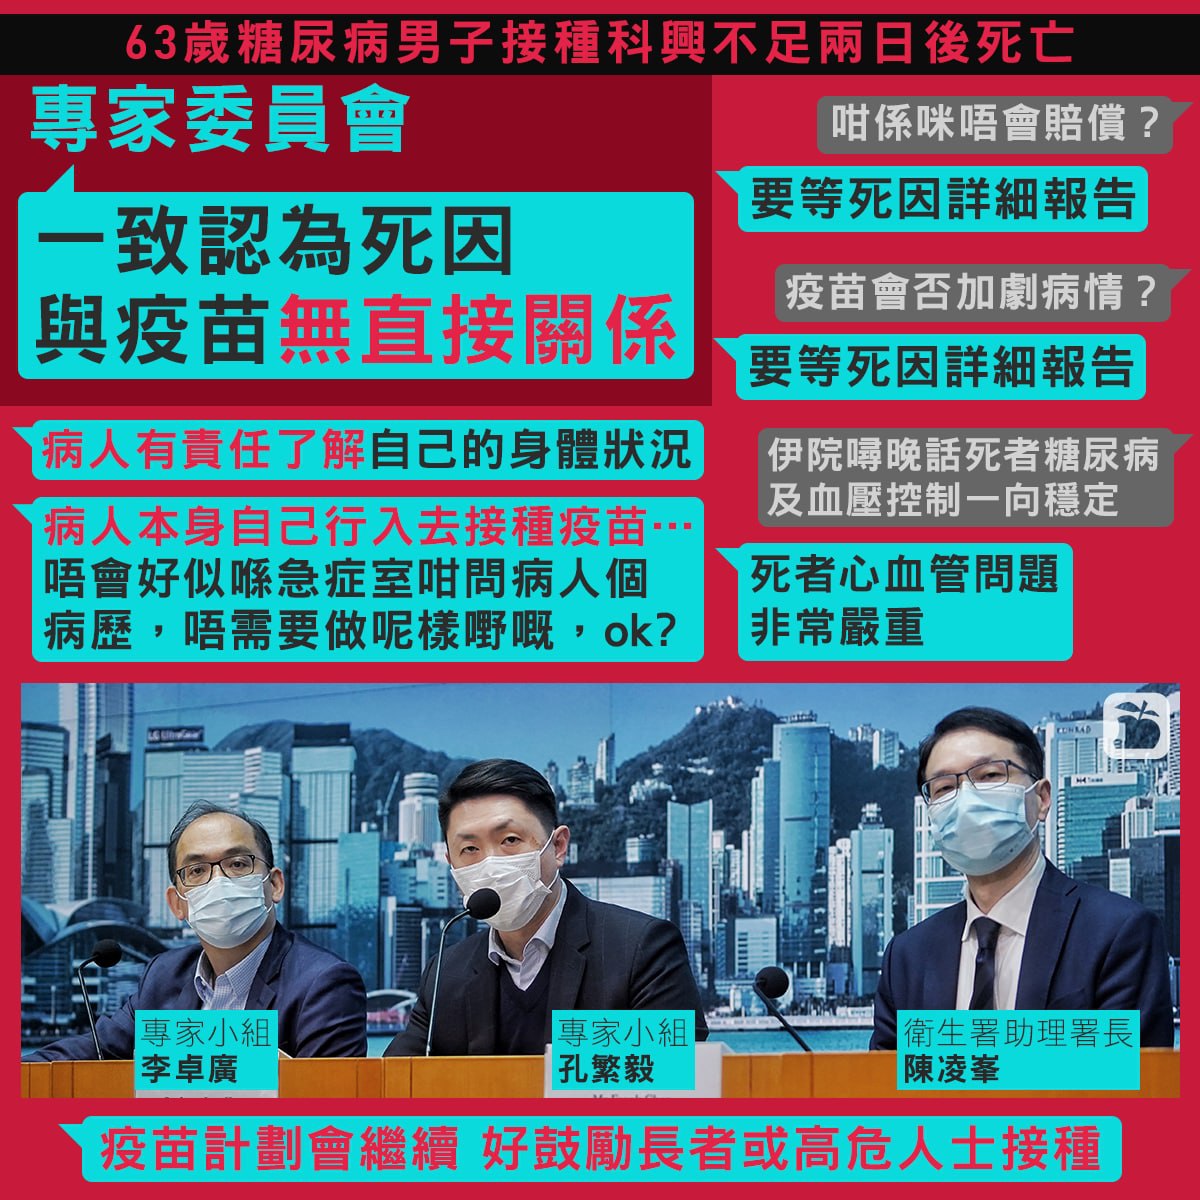 63歲糖尿病男子接種科興不足兩日後死亡
專家委員會
一致認為死因
與疫苗無直接關係
病人有責任了解自己的身體狀況
病人本身自己行入去接種疫苗…
唔會好似喺急症室咁問病人個
病歷，唔需要做呢樣嘢嘅，ok?
咁係咪唔會賠償？
要等死因詳細報告
疫苗會否加劇病情？
要等死因詳細報告
伊院噚晚話死者糖尿病
及血壓控制一向穩定
死者心血管問題
非常嚴重
LG UltraGear
CONRAD
專家小組
李卓廣
專家小組
孔繁毅
衛生署助理署長
陳凌峯
疫苗計劃會繼續 好鼓勵長者或高危人士接種